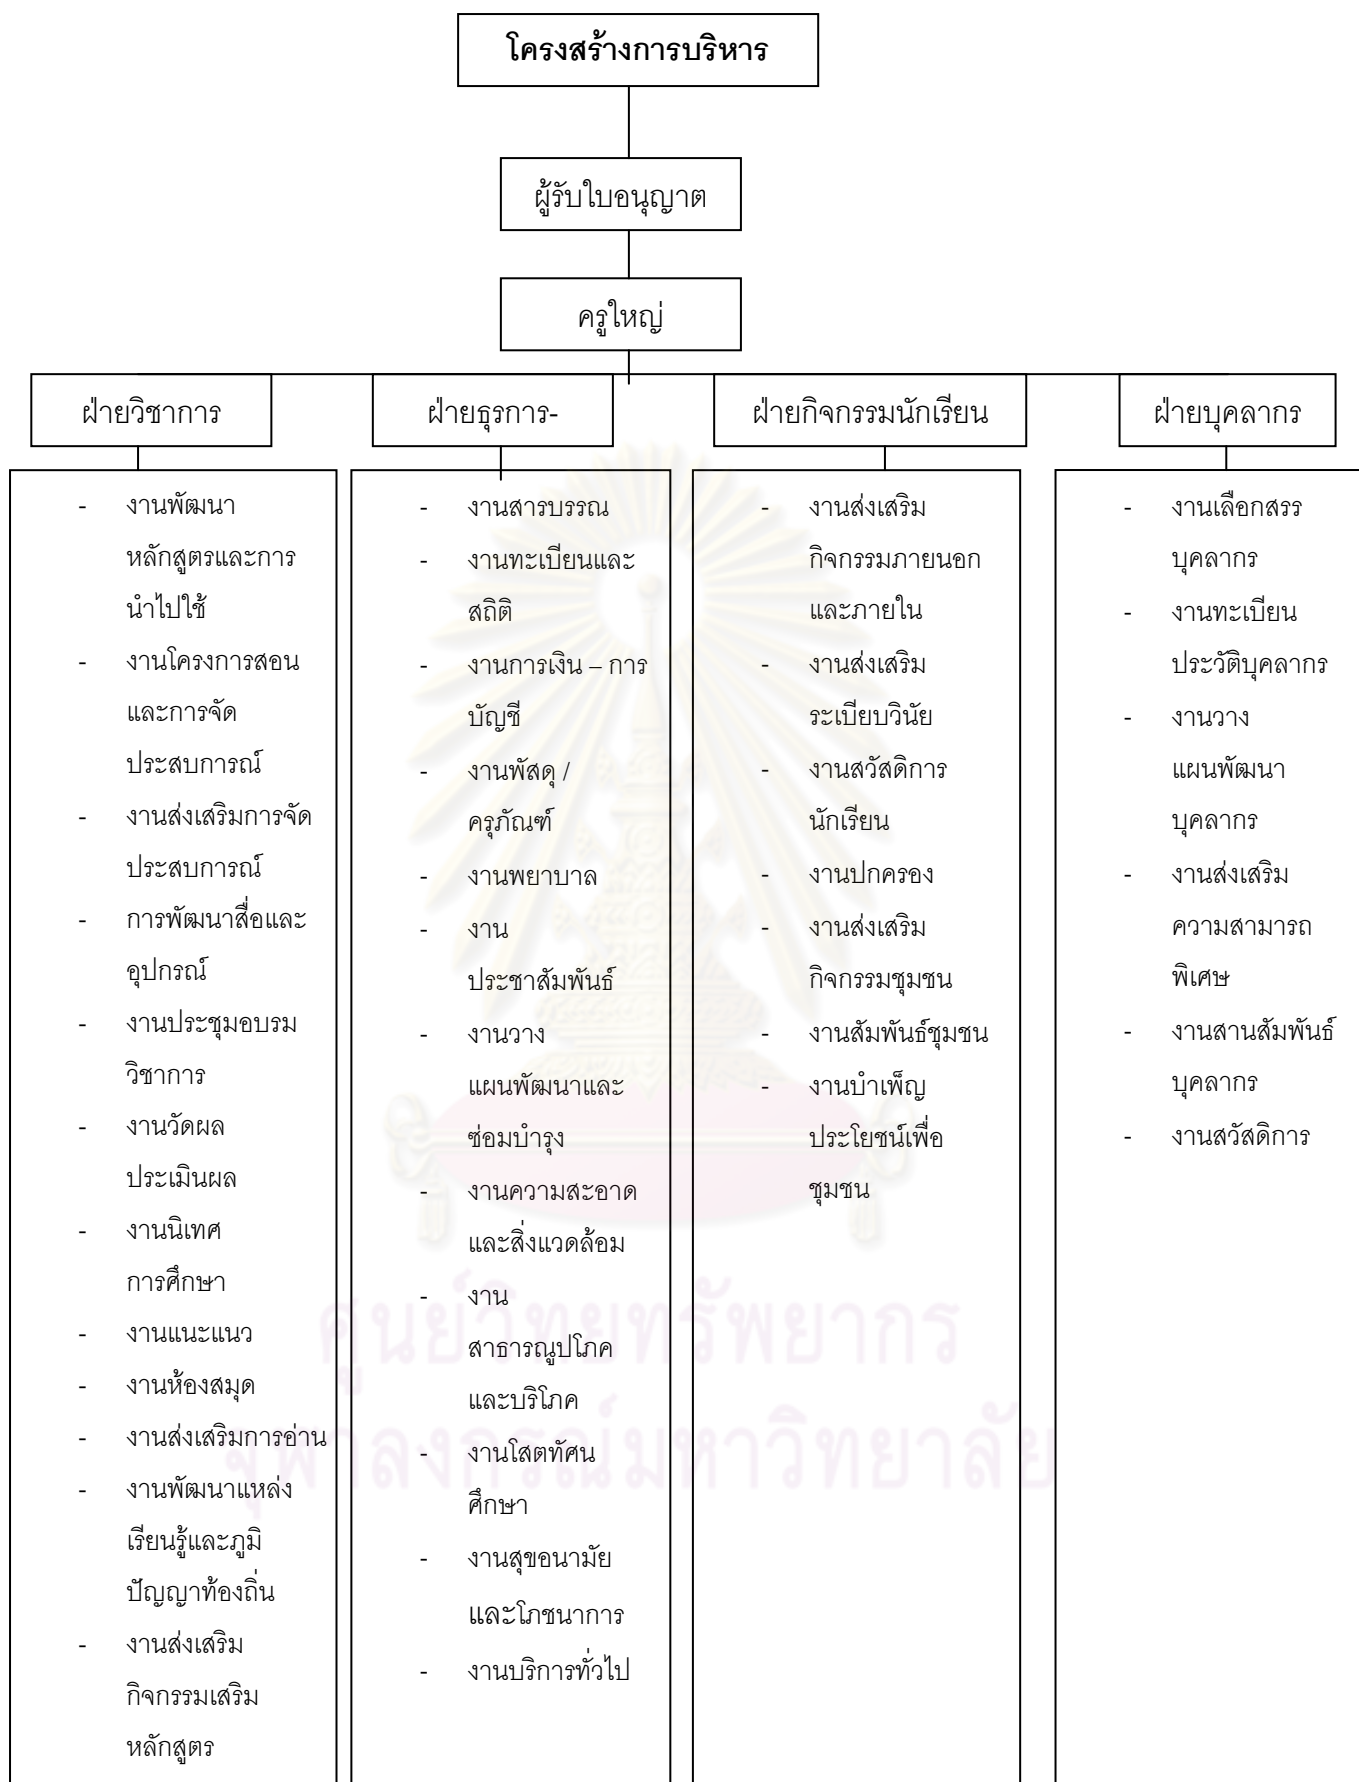 โครงสร้างการบริหาร
ผู้รับใบอนุญาต
ครูใหญ่
ฝ่ายวิชาการ
- งานพัฒนา
หลักสูตรและการ
นำไปใช้
- งานโครงการสอน
และการจัด
ประสบการณ์
- งานส่งเสริมการจัด
ประสบการณ์
- การพัฒนาสื่อและ
อุปกรณ์
- งานประชุมอบรม
วิชาการ
- งานวัดผล
ประเมินผล
- งานนิเทศ
การศึกษา
- งานแนะแนว
- งานห้องสมุด
- งานส่งเสริมการอ่าน
- งานพัฒนาแหล่ง
เรียนรู้และภูมิ
ปัญญาท้องถิ่น
- งานส่งเสริม
กิจกรรมเสริม
หลักสูตร
ฝ่ายธุรการ-
- งานสารบรรณ
- งานทะเบียนและ
สถิติ
- งานการเงิน – การ
บัญชี
- งานพัสดุ /
ครุภัณฑ์
- งานพยาบาล
- งาน
ประชาสัมพันธ์
- งานวาง
แผนพัฒนาและ
ซ่อมบำรุง
- งานความสะอาด
และสิ่งแวดล้อม
- งาน
สาธารณูปโภค
และบริโภค
- งานโสตทัศน
ศึกษา
- งานสุขอนามัย
และโภชนาการ
- งานบริการทั่วไป
ฝ่ายกิจกรรมนักเรียน
- งานส่งเสริม
กิจกรรมภายนอก
และภายใน
- งานส่งเสริม
ระเบียบวินัย
- งานสวัสดิการ
นักเรียน
- งานปกครอง
- งานส่งเสริม
กิจกรรมชุมชน
- งานสัมพันธ์ชุมชน
- งานบำเพ็ญ
ประโยชน์เพื่อ
ชุมชน
ฝ่ายบุคลากร
- งานเลือกสรร
บุคลากร
- งานทะเบียน
ประวัติบุคลากร
- งานวาง
แผนพัฒนา
บุคลากร
- งานส่งเสริม
ความสามารถ
พิเศษ
- งานสานสัมพันธ์
บุคลากร
- งานสวัสดิการ
ศูนย์วิทยทรัพยากร
จุฬาลงกรณ์มหาวิทยาลัย